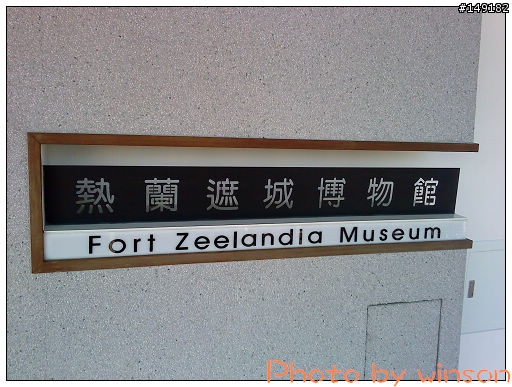 #149182
熱蘭遮城博物館
Fort Zeelandia Museum
Photo by winson